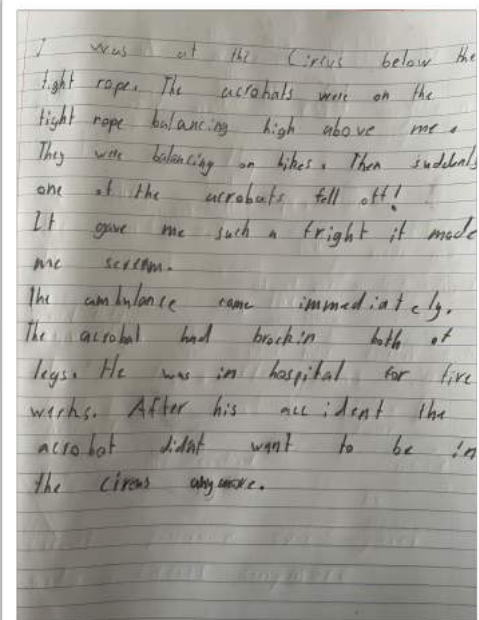 I was at the Circus below the
tight rope. The acrobats were on the
tight rope balancing high above me.
They were balancing on bikes. Then suddenly
one of the acrobats fell off!
It gave me such a fright it made
me scream.
The ambulance came immediately.
The acrobat had brockin both of
legs. He was in hospital for five
weeks. After his accident the
acrobat didnt want to be in
the circus anymore.